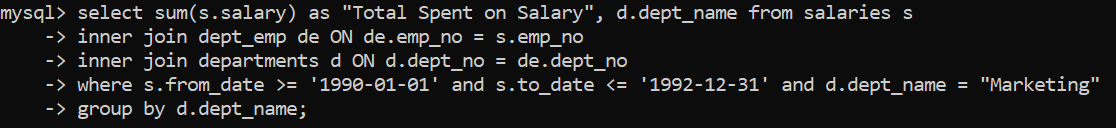 mysql> select sum(s.salary) as "Total Spent on Salary", d.dept_name from salaries s
    -> inner join dept_emp de ON de.emp_no = s.emp_no
    -> inner join departments d ON d.dept_no = de.dept_no
    -> where s.from_date >= '1990-01-01' and s.to_date <= '1992-12-31' and d.dept_name = "Marketing"
    -> group by d.dept_name;